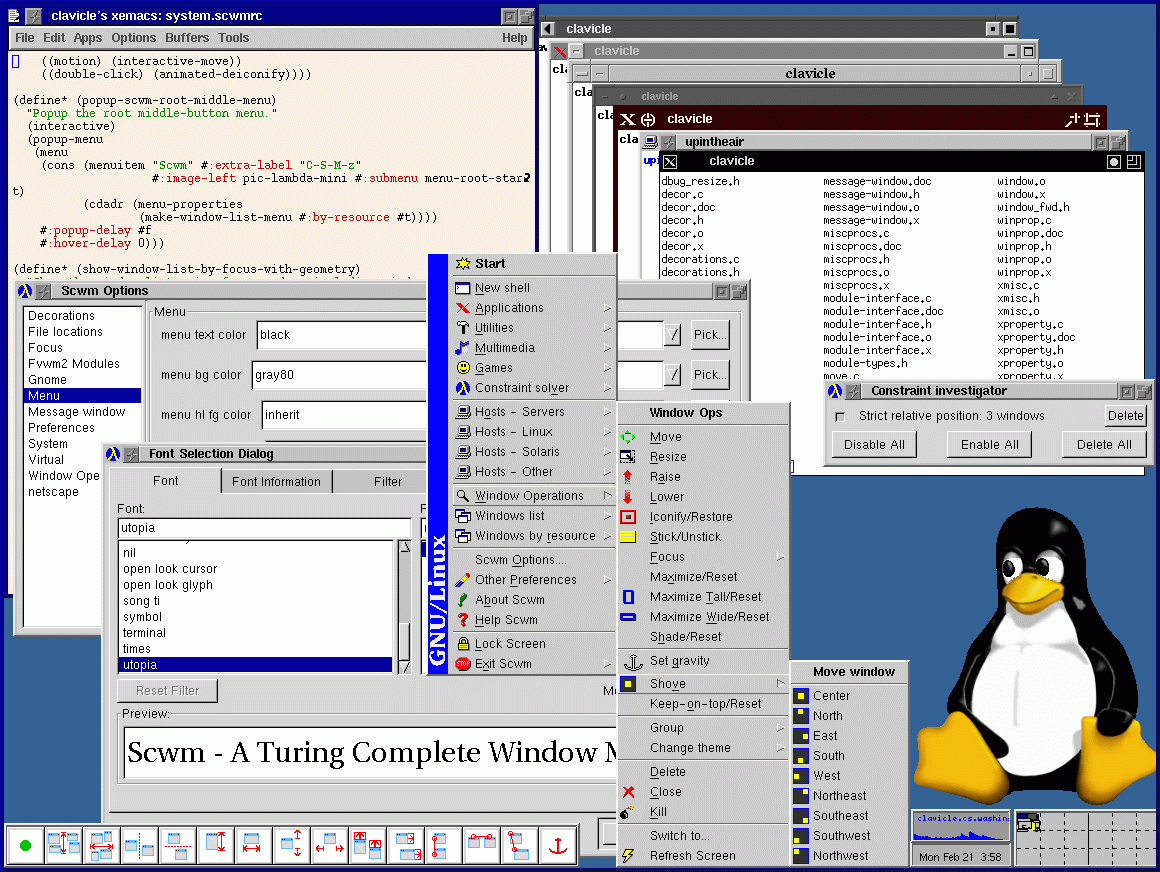 clavicle's xemacs: system.scwmrc
File Edit Apps Options Buffers Tools Help
((motion) (interactive-move))
((double-click) (animated-deiconify))))
(define* (popup-scwm-root-middle-menu)
"Popup the root middle-button menu."
(interactive)
(popup-menu
(menu
(cons (menuitem "Scwm" #:extra-label "C-S-M-z"
#:image-left pic-lambda-mini #:submenu menu-root-star
t)
(cdadr (menu-properties
(make-window-list-menu #:by-resource #t))))
#:popup-delay #f
#:hover-delay 0)))
(define* (show-window-list-by-focus-with-geometry)
clavicle
clavicle
clavicle
clavicle
clavicle
upintheair
clavicle
dbug_resize.h message-window.doc window.o
decor.c message-window.h window_fwd.h
decor.doc message-window.o winprop.c
decor.h message-window.x winprop.doc
decor.o miscprocs.c winprop.h
decor.x miscprocs.doc winprop.o
decorations.c miscprocs.h winprop.x
decorations.h miscprocs.o xmisc.c
miscprocs.x xmisc.h
module-interface.c xmisc.o
module-interface.doc xproperty.c
module-interface.h xproperty.doc
module-interface.o xproperty.h
module-interface.x xproperty.o
module-types.h xproperty.x
move.c
Scwm Options
Decorations
File locations
Focus
Fvwm2 Modules
Gnome
Menu
Message window
Preferences
System
Virtual
Window Ope
netscape
Menu
menu text color black Pick...
menu bg color gray80 Pick...
menu hl fg color inherit
Font Selection Dialog
Font Font Information Filter
Font:
utopia
nil
open look cursor
open look glyph
song ti
symbol
terminal
times
utopia
Reset Filter
Preview:
Scwm - A Turing Complete Window M
GNU/Linux
Start
New shell
Applications
Utilities
Multimedia
Games
Constraint solver
Hosts - Servers
Hosts - Linux
Hosts - Solaris
Hosts - Other
Window Operations
Windows list
Windows by resource
Scwm Options....
Other Preferences
About Scwm
Help Scwm
Lock Screen
STOP Exit Scwm
Window Ops
Move
Resize
Raise
Lower
Iconify/Restore
Stick/Unstick
Focus
Maximize/Reset
Maximize Tall/Reset
Maximize Wide/Reset
Shade/Reset
Set gravity
Shove
Keep-on-top/Reset
Group
Change theme
Delete
Close
Kill
Switch to...
Refresh Screen
Move window
Center
North
East
South
West
Northeast
Southeast
Southwest
Northwest
Constraint investigator
Strict relative position: 3 windows Delete
Disable All Enable All Delete All
clavicle.cs.washin
Mon Feb 21 3:58